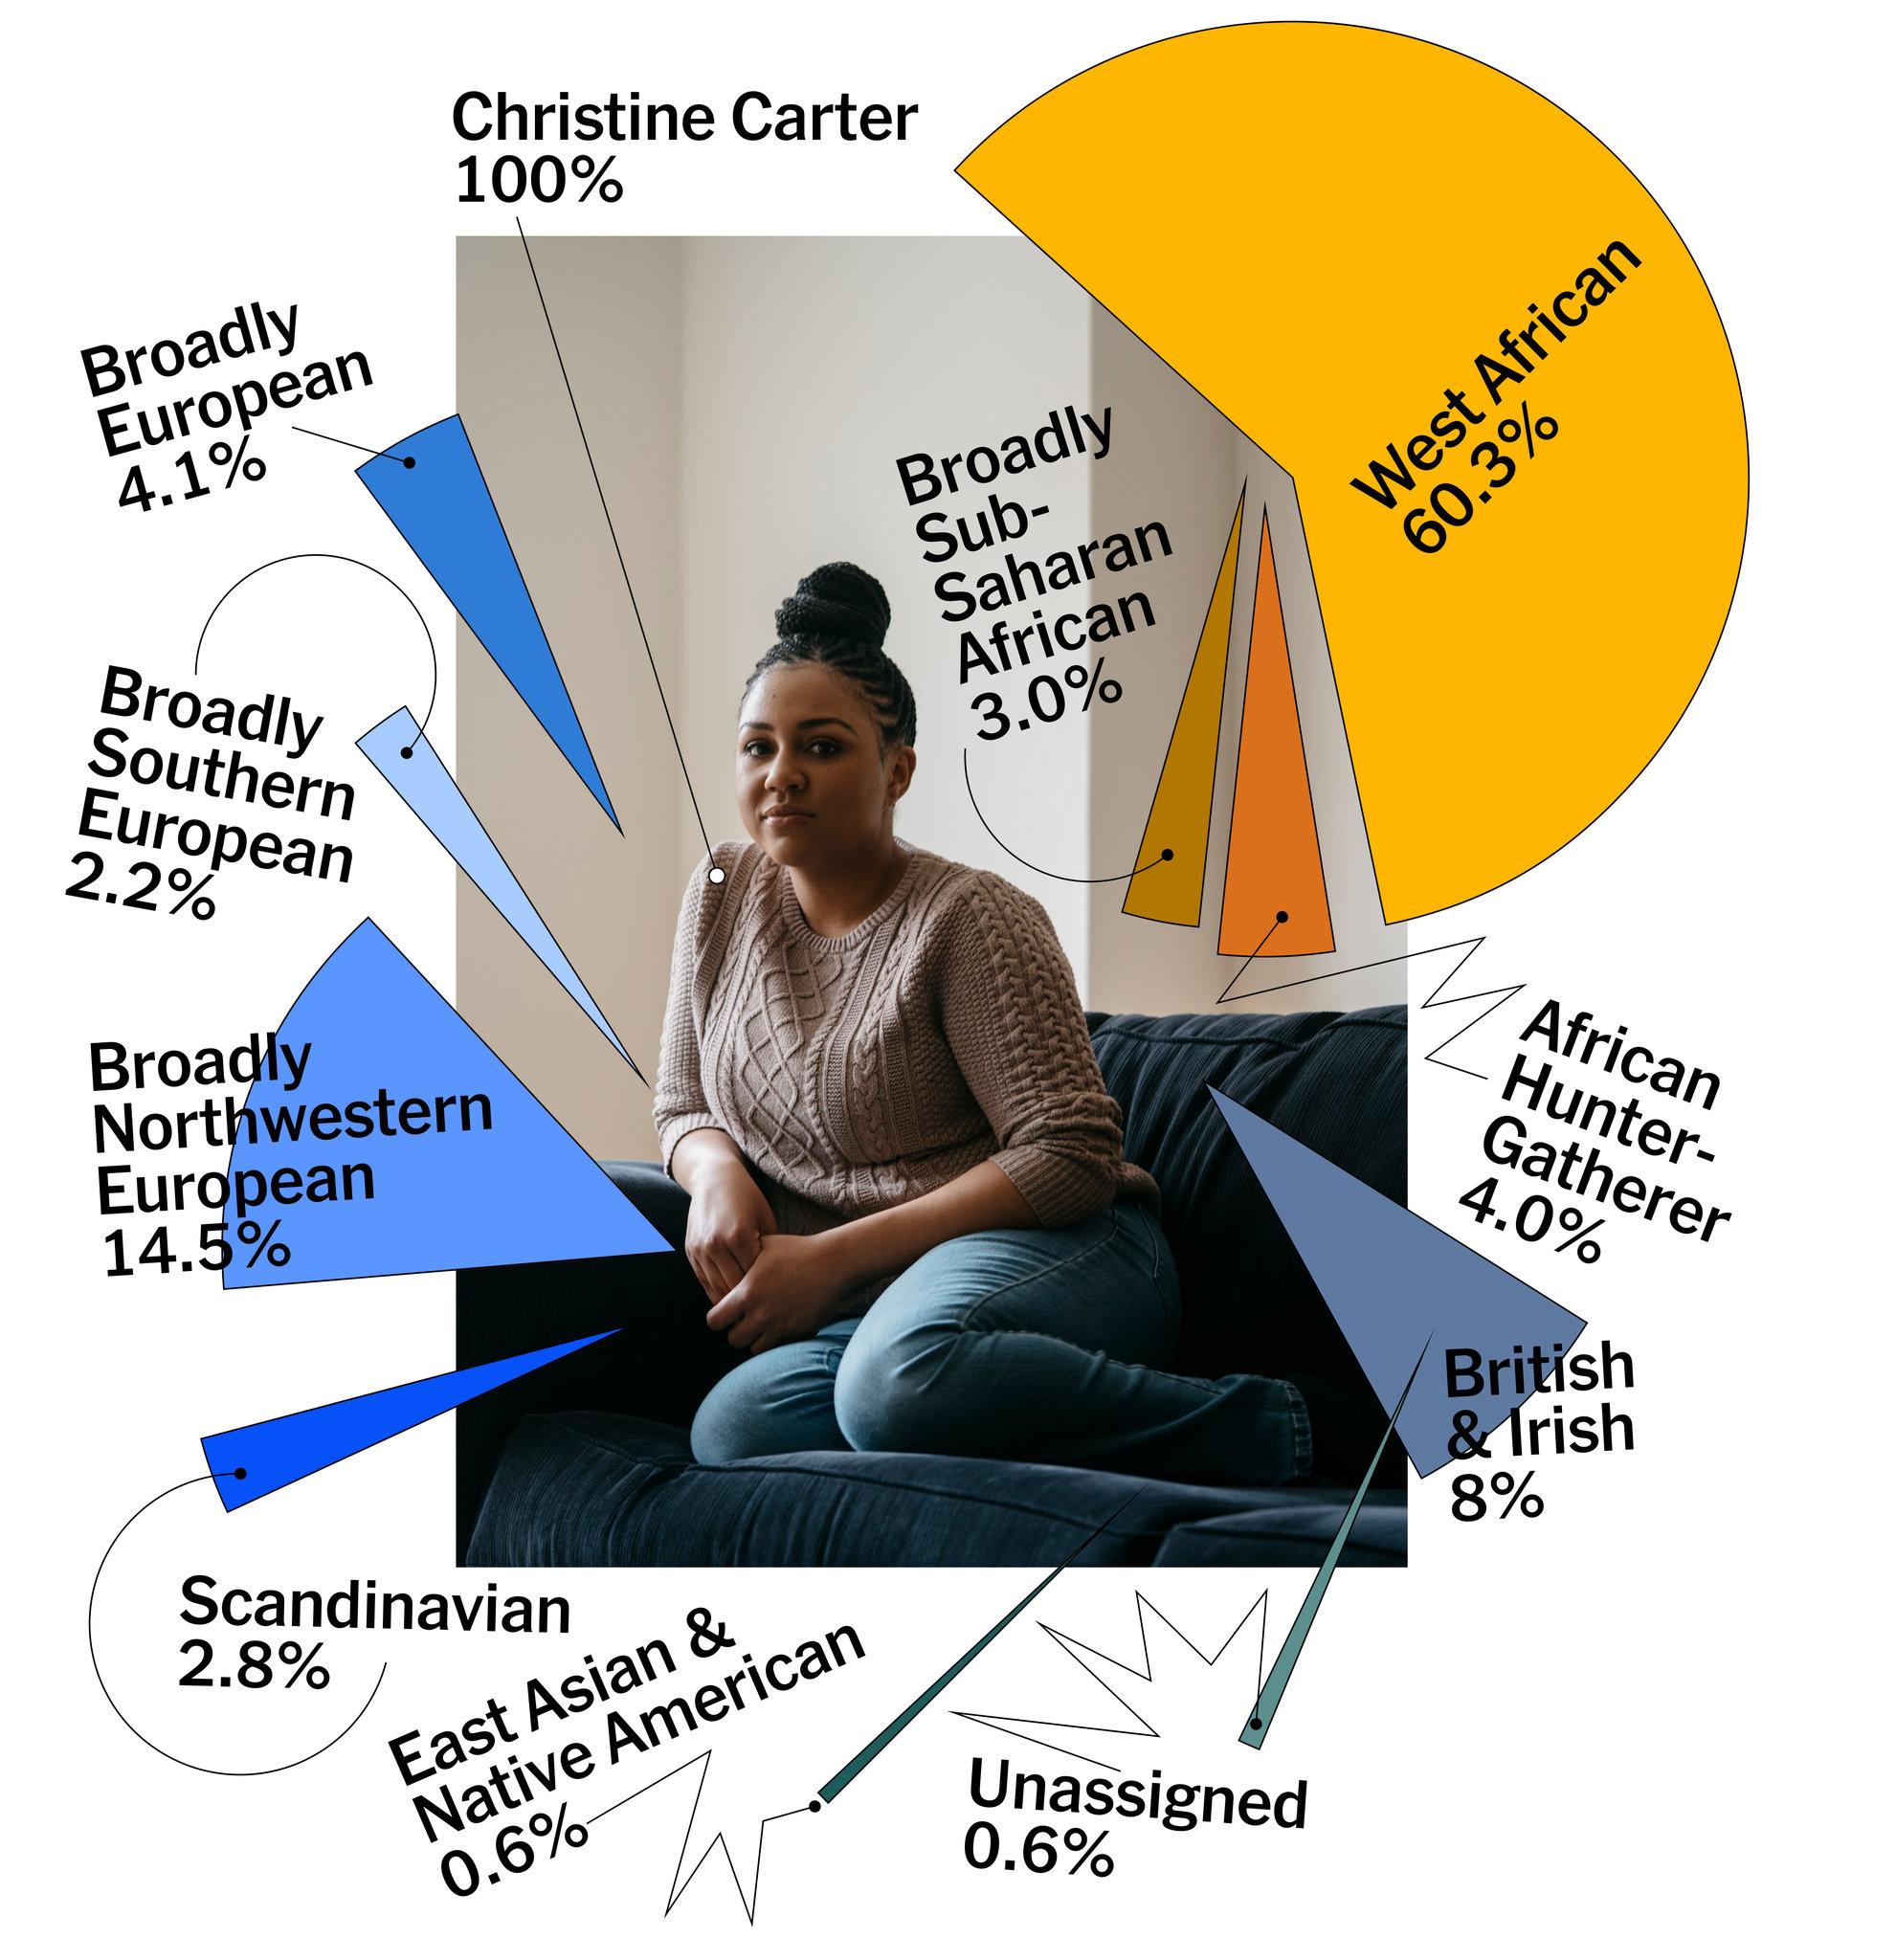 Christine Carter
100%
Broadly
European
4.1%
West African
60.3%
Broadly
Sub-
Saharan
African
3.0%
Broadly
Southern
European
2.2%
Broadly
Northwestern
European
14.5%
African
Hunter-
Gatherer
4.0%
British
& Irish
8%
Scandinavian
2.8%
East Asian &
Native American
0.6%
Unassigned
0.6%